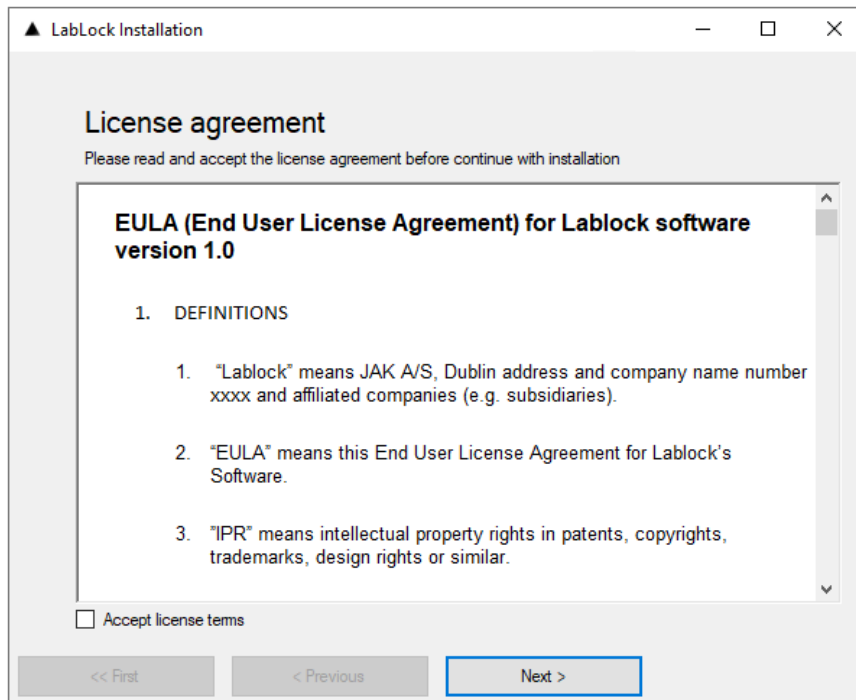 LabLock Installation
License agreement
Please read and accept the license agreement before continue with installation
EULA (End User License Agreement) for Lablock software
version 1.0
1. DEFINITIONS
1. “Lablock” means JAK A/S, Dublin address and company name number
xxxx and affiliated companies (e.g. subsidiaries).
2. “EULA” means this End User License Agreement for Lablock’s
Software.
3. ”IPR” means intellectual property rights in patents, copyrights,
trademarks, design rights or similar.
Accept license terms
<< First
< Previous
Next >